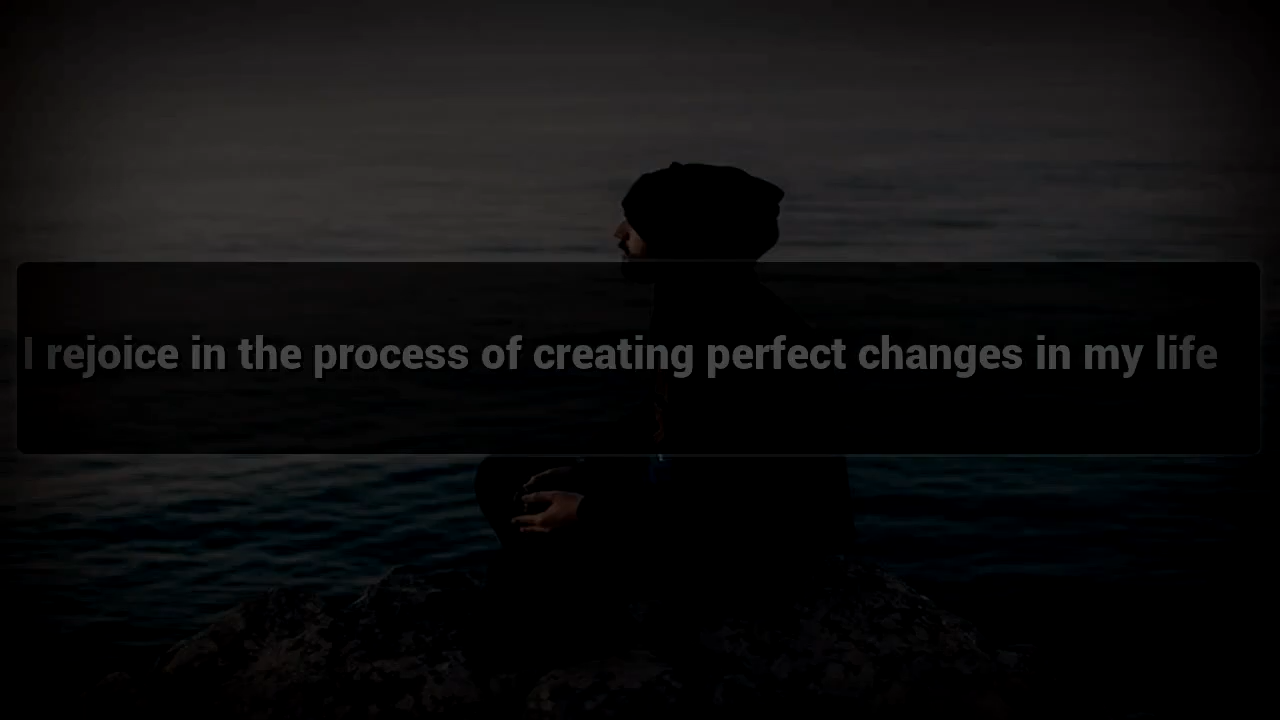 I rejoice in the process of creating perfect changes in my life